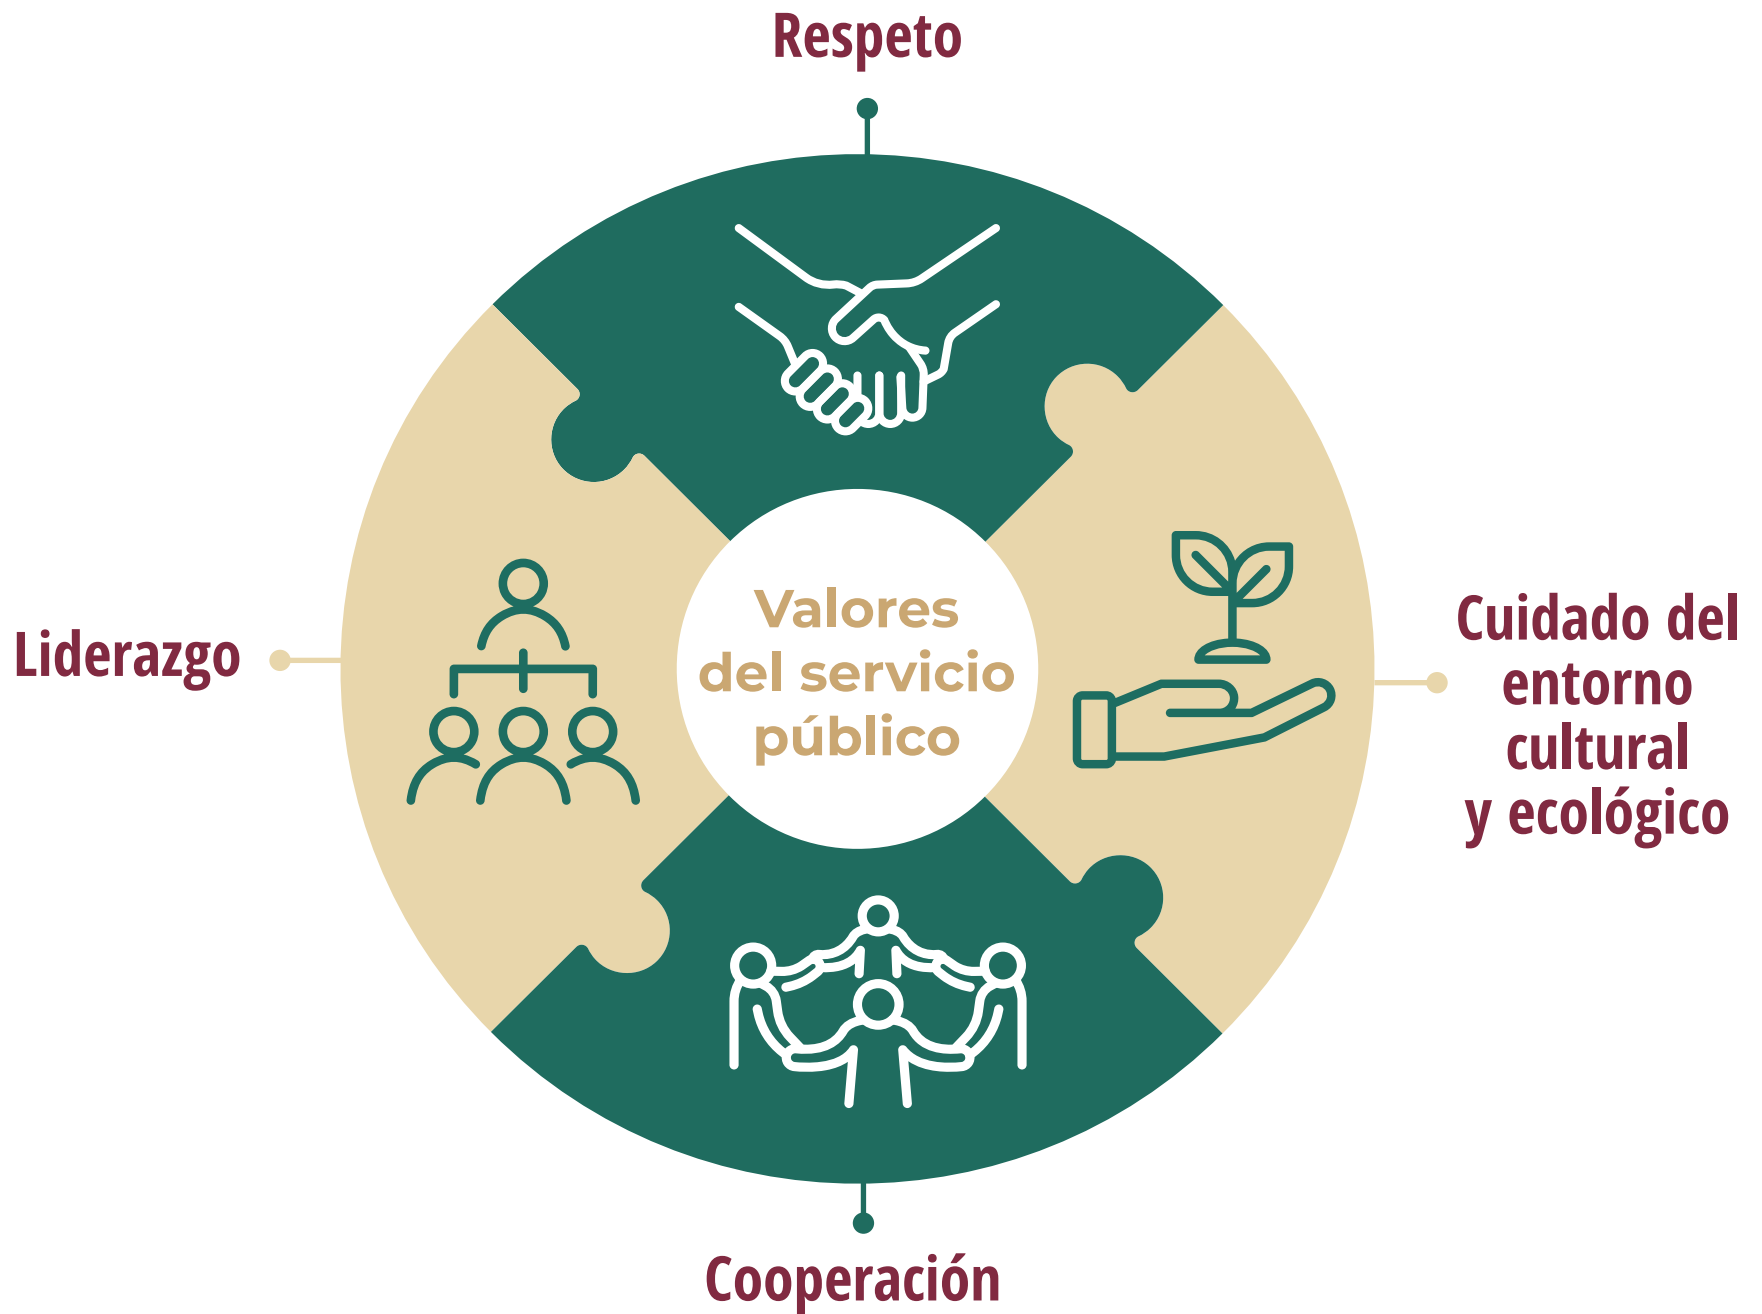 Respeto
Liderazgo
Valores
del servicio
público
Cuidado del
entorno
cultural
y ecológico
Cooperación